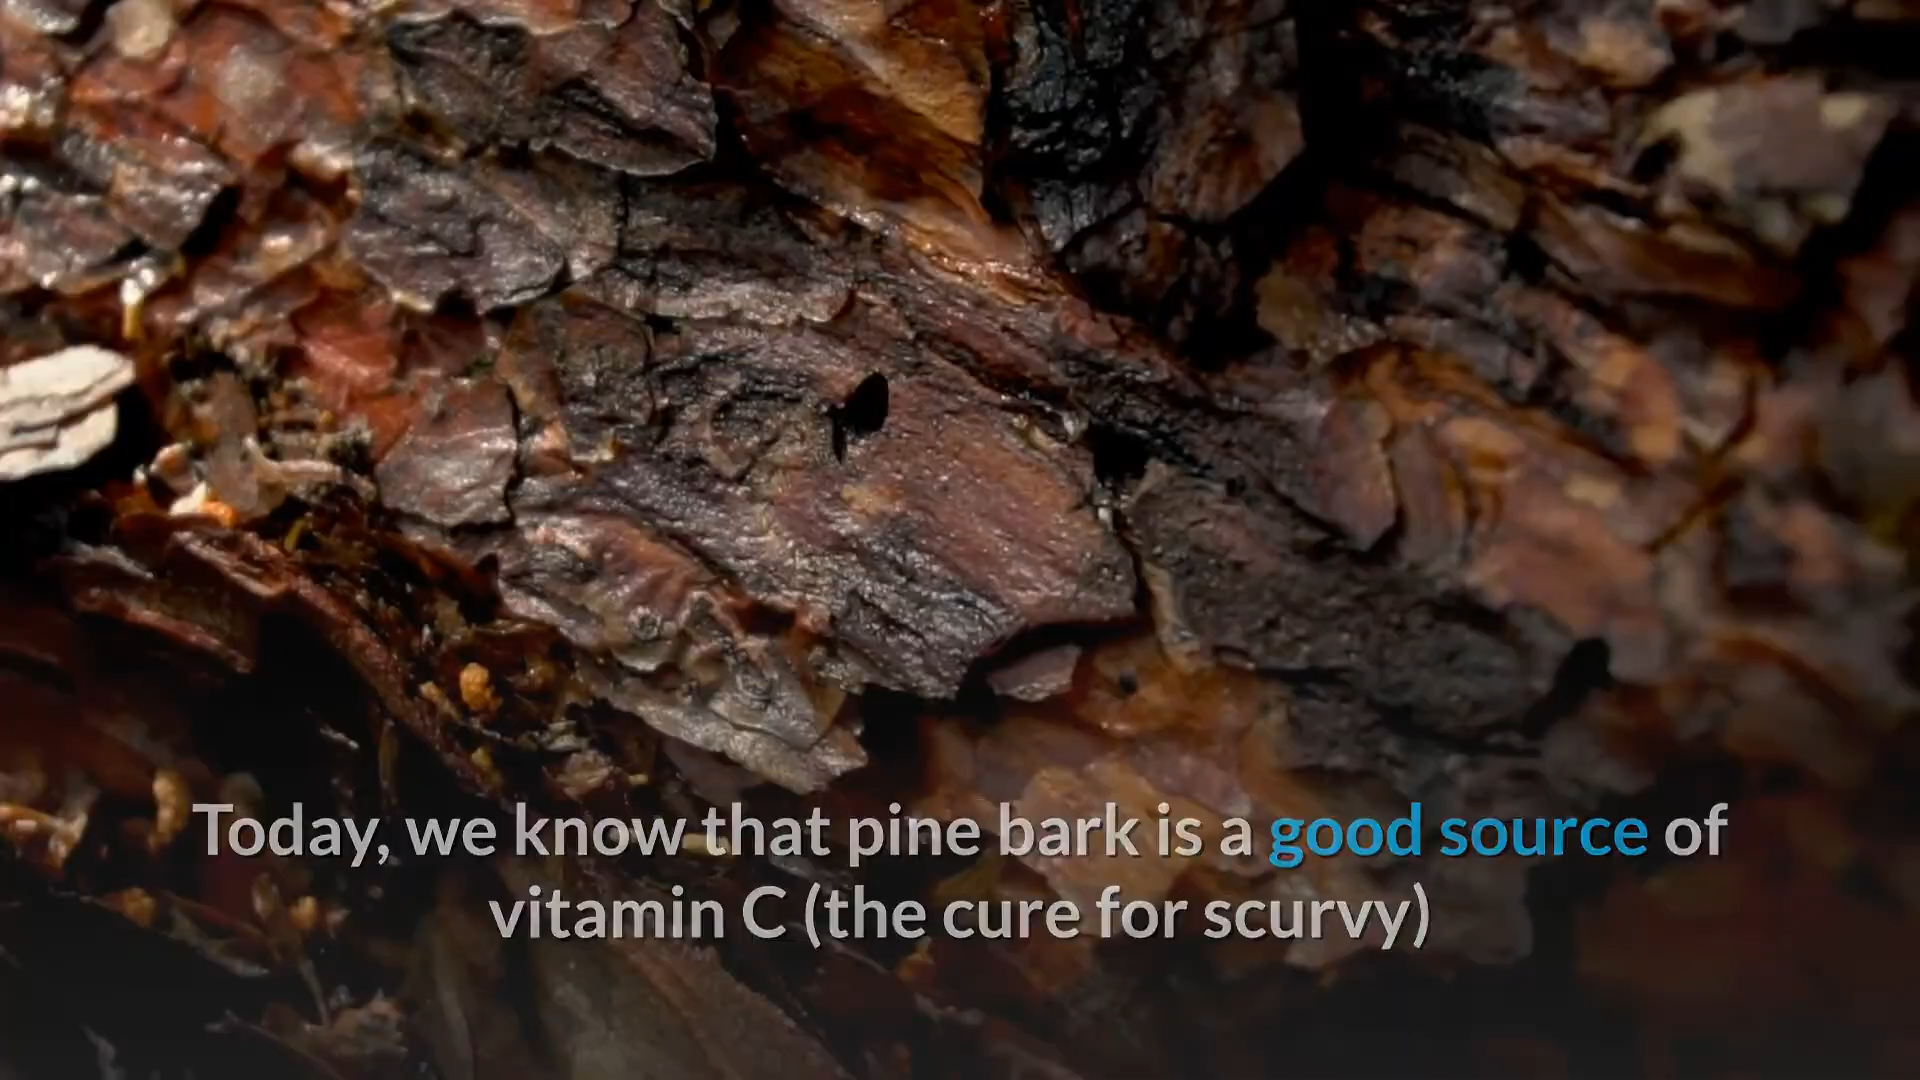 Today, we know that pine bark is a good source of
vitamin C (the cure for scurvy)